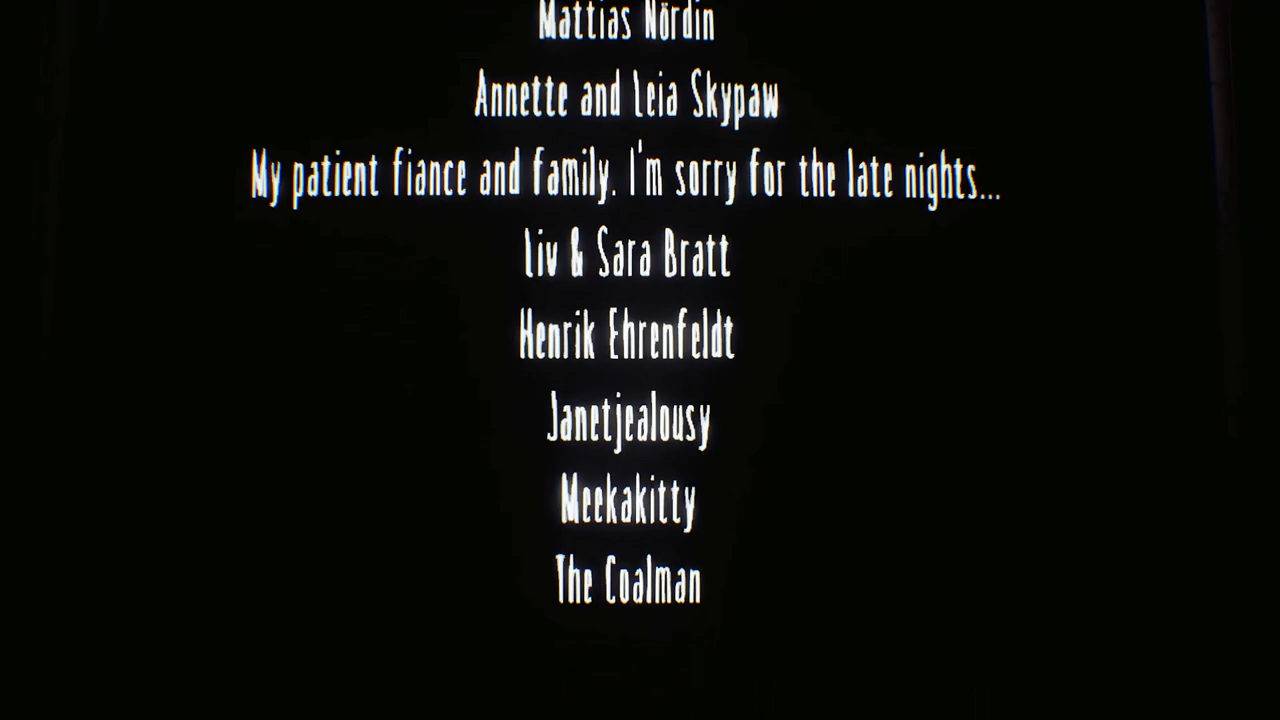 Mattias Nördin
Annette and Leia Skypaw
My patient fiance and family. I'm sorry for the late nights...
Liv & Sara Bratt
Henrik Ehrenfeldt
Janetjealousy
Meekakitty
The Coalman